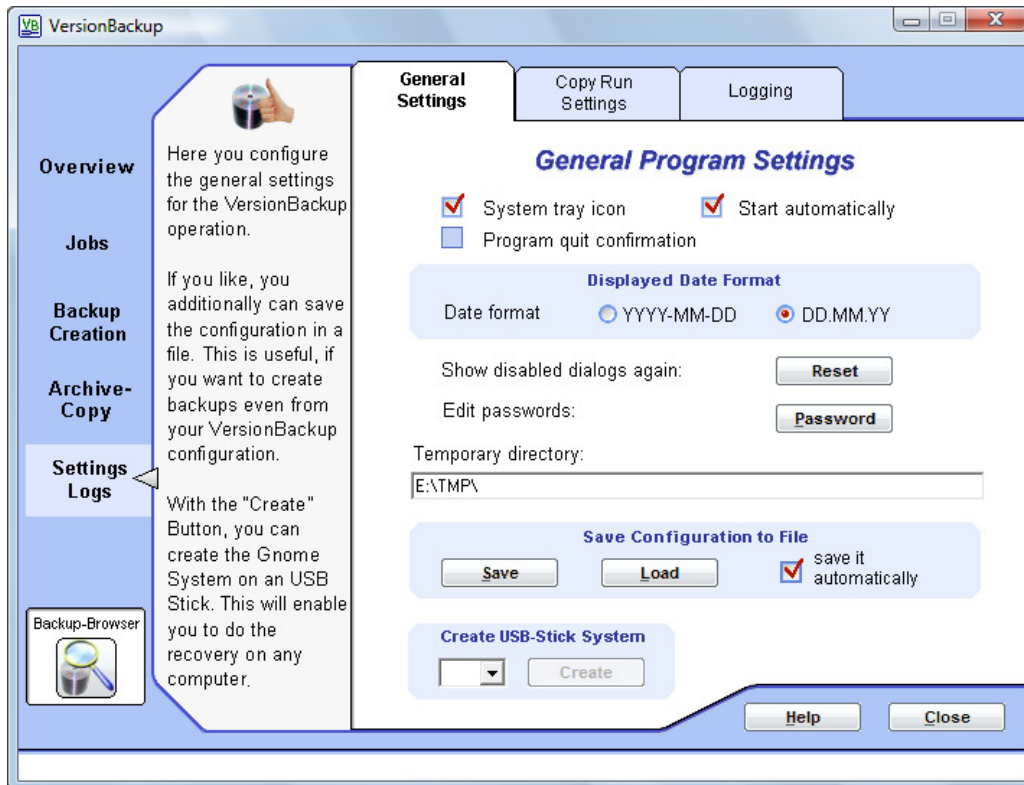 VB VersionBackup
General
Settings
Copy Run
Settings
Logging
Overview
Jobs
Backup
Creation
Archive-
Copy
Settings
Logs
Backup-Browser
Here you configure
the general settings
for the VersionBackup
operation.
If you like, you
additionally can save
the configuration in a
file. This is useful, if
you want to create
backups even from
your VersionBackup
configuration.
With the "Create"
Button, you can
create the Gnome
System on an USB
Stick. This will enable
you to do the
recovery on any
computer.
General Program Settings
System tray icon Start automatically
Program quit confirmation
Displayed Date Format
Date format YYYY-MM-DD DD.MM.YY
Show disabled dialogs again: Reset
Edit passwords: Password
Temporary directory:
E:\TMP\
Save Configuration to File
Save Load save it
automatically
Create USB-Stick System
Create
Help Close